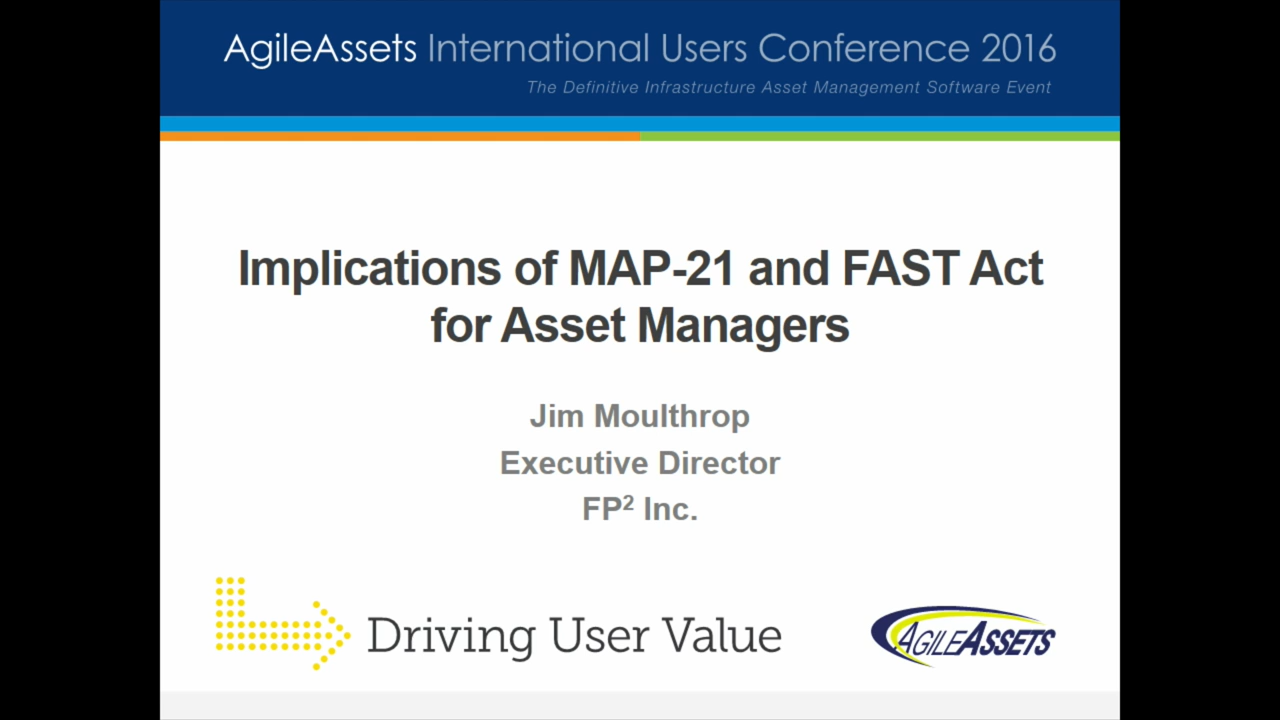 AgileAssets International Users Conference 2016
The Definitive Infrastructure Asset Management Software Event
Implications of MAP-21 and FAST Act
for Asset Managers
Jim Moulthrop
Executive Director
FP² Inc.
Driving User Value
AGILEASSETS